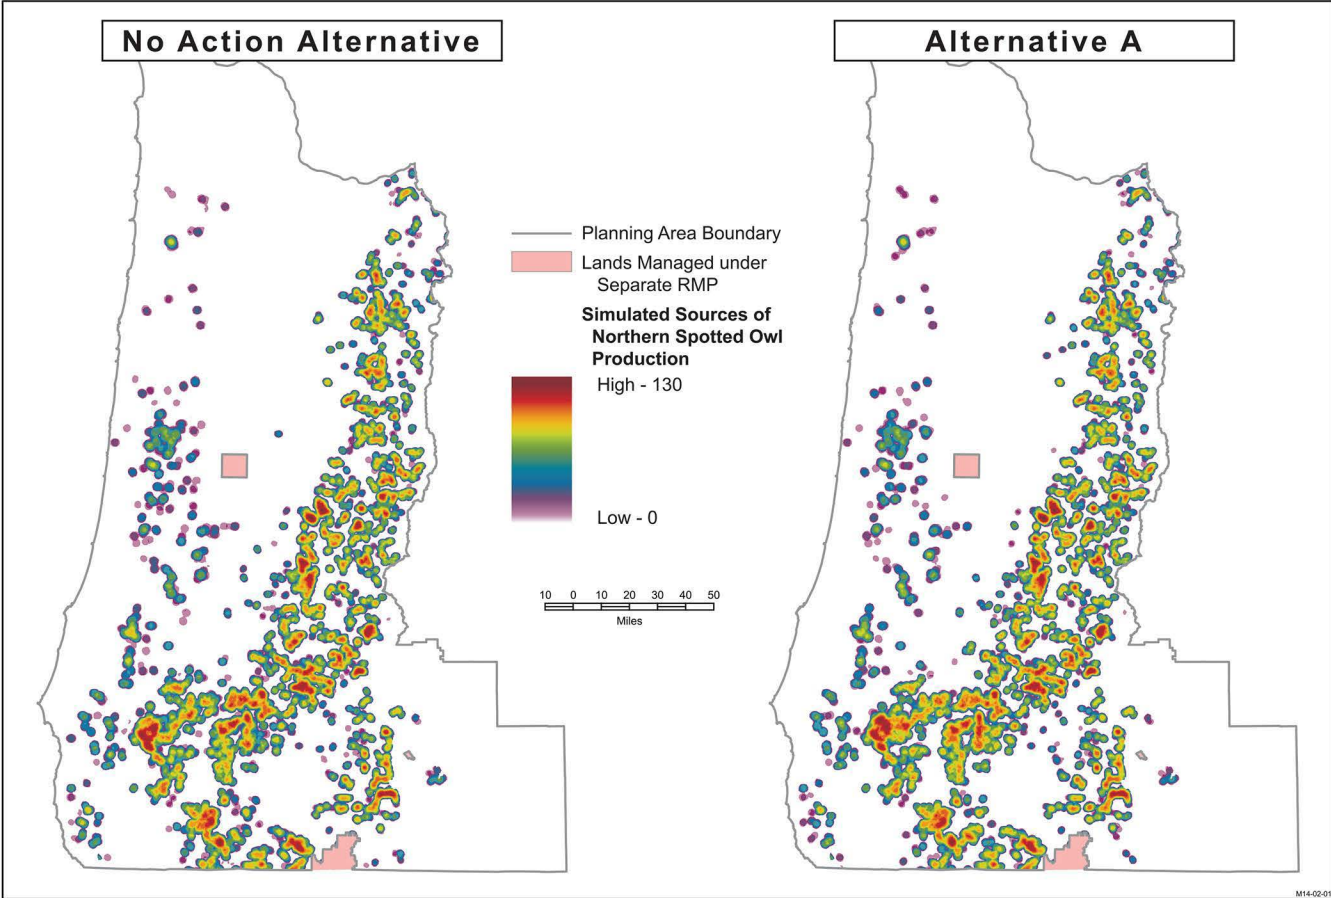 No Action Alternative
Alternative A
Planning Area Boundary
Lands Managed under
Separate RMP
Simulated Sources of
Northern Spotted Owl
Production
High - 130
Low - 0
10 0 10 20 30 40 50
Miles
M14-02-01